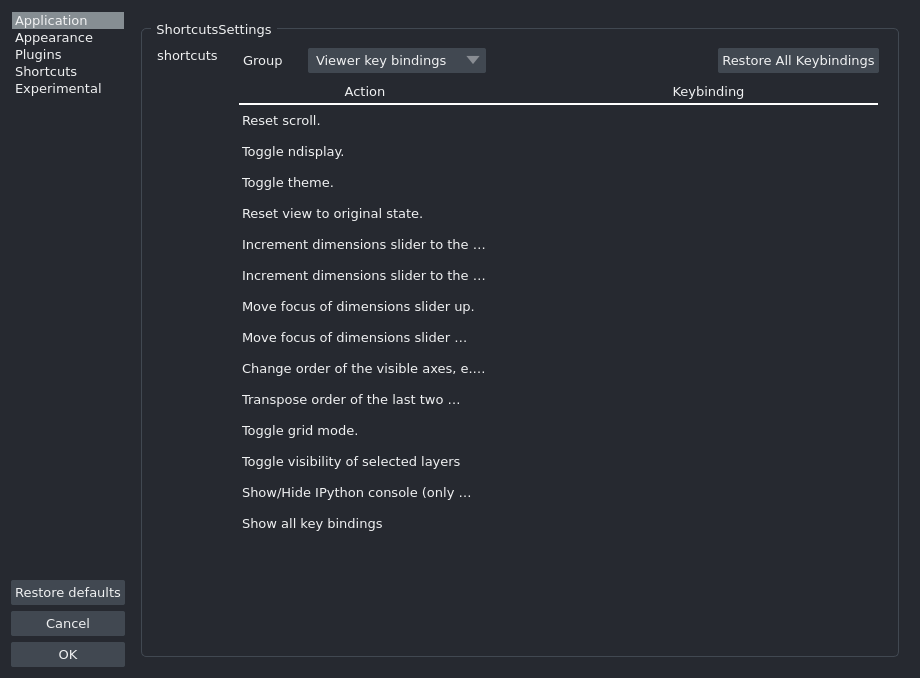 Application
Appearance
Plugins
Shortcuts
Experimental
ShortcutsSettings
shortcuts
Group
Viewer key bindings
Restore All Keybindings
Action
Keybinding
Reset scroll.
Toggle ndisplay.
Toggle theme.
Reset view to original state.
Increment dimensions slider to the …
Increment dimensions slider to the …
Move focus of dimensions slider up.
Move focus of dimensions slider …
Change order of the visible axes, e.…
Transpose order of the last two …
Toggle grid mode.
Toggle visibility of selected layers
Show/Hide IPython console (only …
Show all key bindings
Restore defaults
Cancel
OK